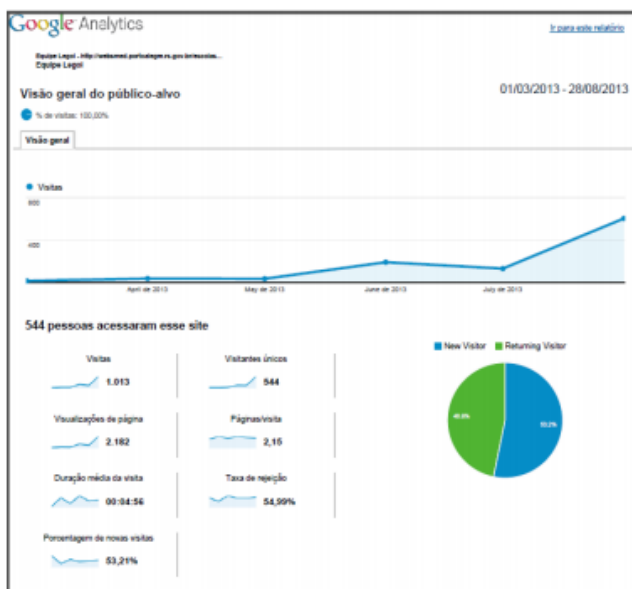 Google Analytics
Ir para este relatório
Equipe Legal
Visão geral do público-alvo
01/03/2013 - 28/08/2013
% de visitas: 100,00%
Visão geral
Visitas
800
400
April de 2013
May de 2013
June de 2013
July de 2013
544 pessoas acessaram esse site
Visitas
1.013
Visitantes únicos
544
Visualizações de página
2.182
Páginas/visita
2,15
Duração média da visita
00:04:56
Taxa de rejeição
54,99%
Porcentagem de novas visitas
53,21%
New Visitor
Returning Visitor